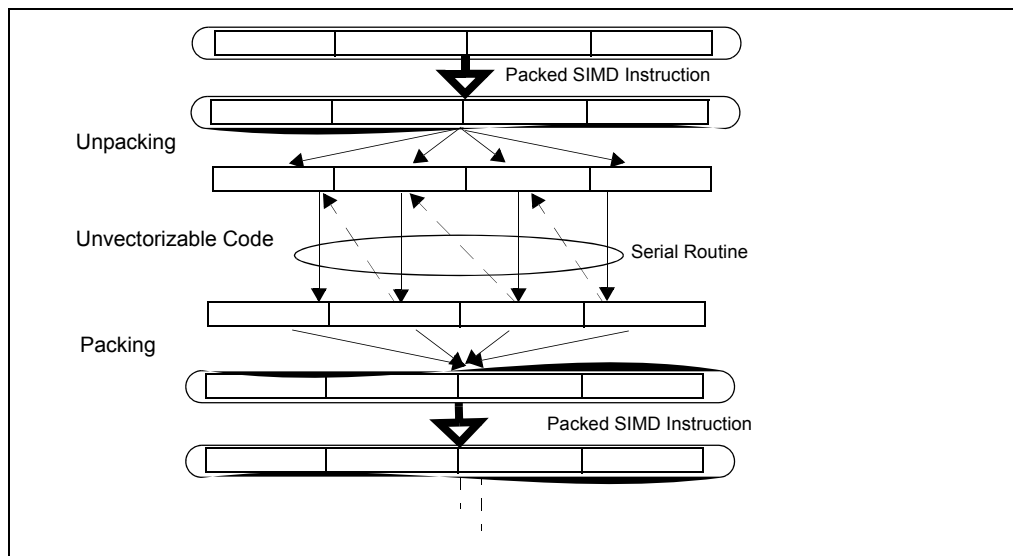 Packed SIMD Instruction
Unpacking
Unvectorizable Code
Serial Routine
Packing
Packed SIMD Instruction